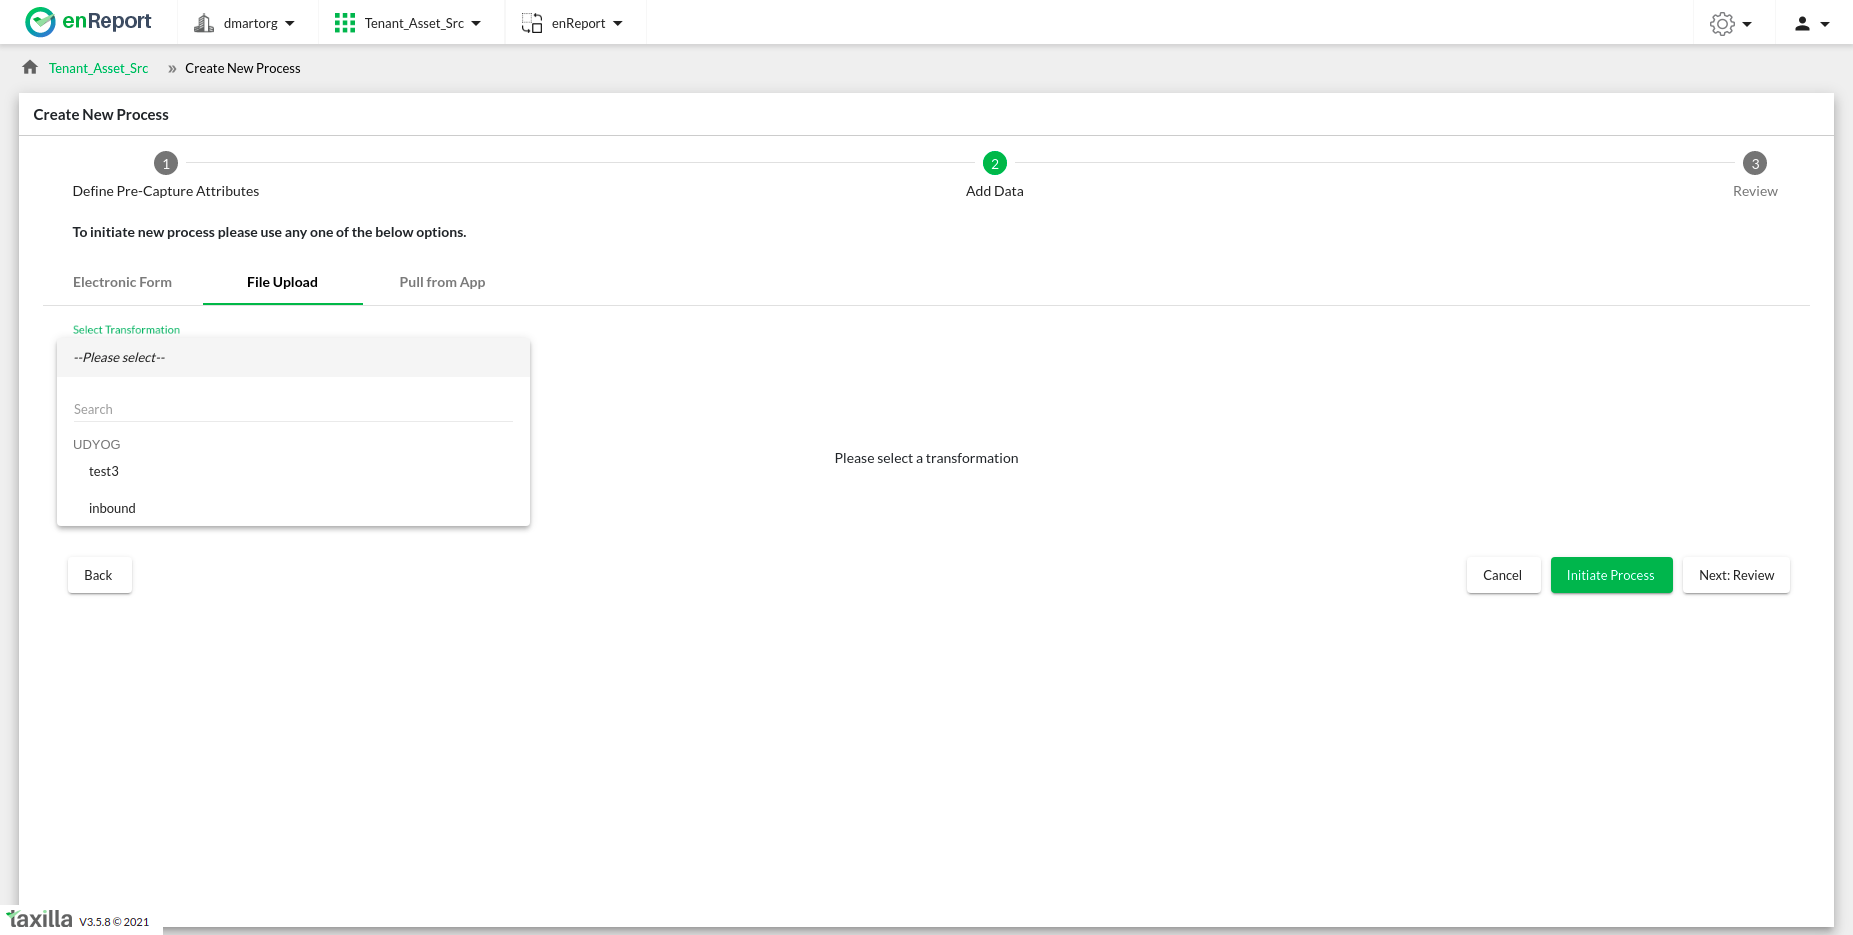 enReport
dmartorg
Tenant_Asset_Src
enReport
Tenant_Asset_Src » Create New Process
Create New Process
1
2
3
Define Pre-Capture Attributes
Add Data
Review
To initiate new process please use any one of the below options.
Electronic Form
File Upload
Pull from App
Select Transformation
--Please select--
Search
UDYOG
test3
inbound
Please select a transformation
Back
Cancel
Initiate Process
Next: Review
taxilla V3.5.8 © 2021